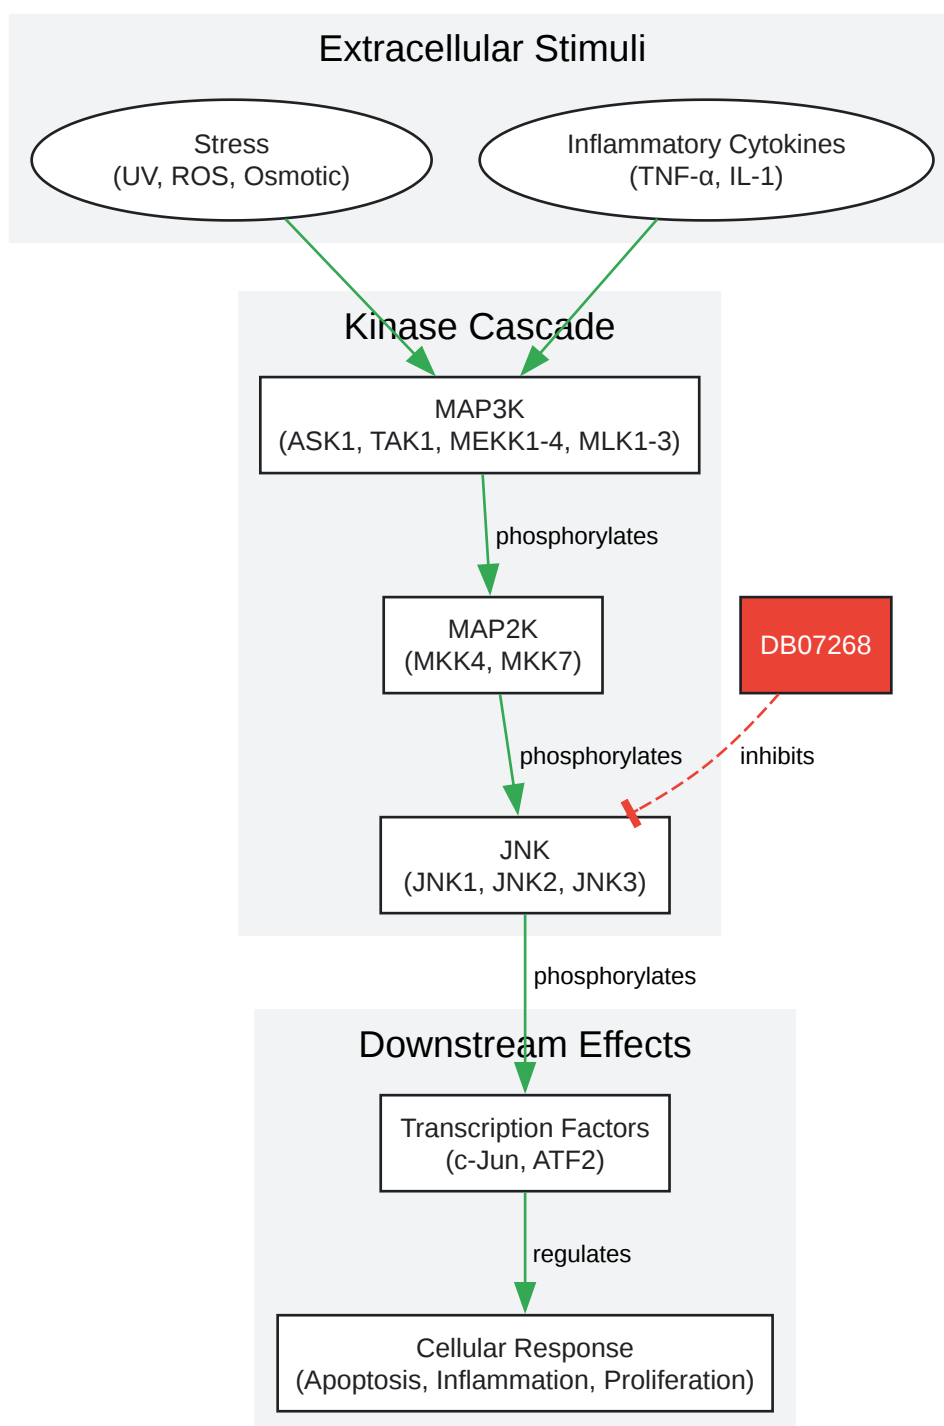 Extracellular Stimuli
Stress
(UV, ROS, Osmotic)
Inflammatory Cytokines
(TNF-α, IL-1)
Kinase Cascade
MAP3K
(ASK1, TAK1, MEKK1-4, MLK1-3)
phosphorylates
MAP2K
(MKK4, MKK7)
DB07268
phosphorylates
inhibits
JNK
(JNK1, JNK2, JNK3)
phosphorylates
Downstream Effects
Transcription Factors
(c-Jun, ATF2)
regulates
Cellular Response
(Apoptosis, Inflammation, Proliferation)